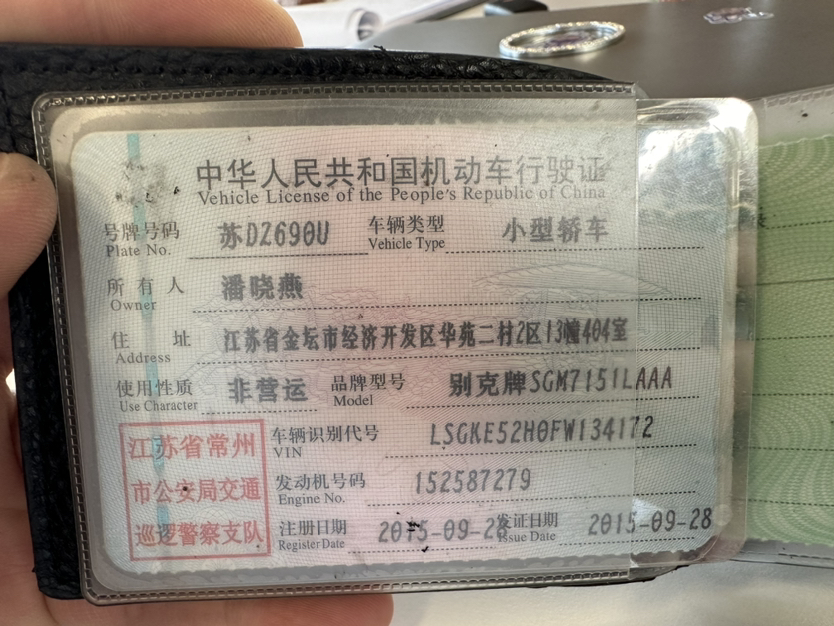 中华人民共和国机动车行驶证
Vehicle License of the People's Republic of China
号牌号码 苏DZ690U 车辆类型 小型轿车
Plate No. Vehicle Type
所有人 潘晓燕
Owner
住址 江苏省金坛市经济开发区华苑二村2区13幢404室
Address
使用性质 非营运 品牌型号 别克牌SGM7151LAAA
Use Character Model
车辆识别代号 LSGKE52H0FW134172
VIN
发动机号码 152587279
Engine No.
注册日期 2015-09-28 发证日期 2015-09-28
Register Date Issue Date
江苏省常州
市公安局交通
巡逻警察支队